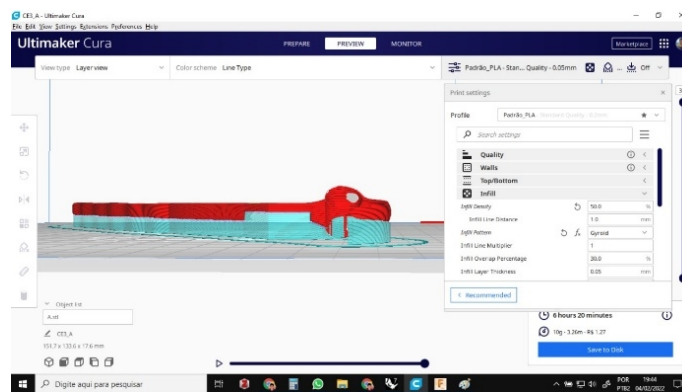 CE3_A - Ultimaker Cura
File Edit View Settings Extensions Preferences Help
Ultimaker Cura
PREPARE PREVIEW MONITOR
Marketplace
View type Layer view
Color scheme Line Type
Padrão_PLA - Stan... Quality - 0.05mm
Off
Print settings
Profile Padrão_PLA Standard Quality - 0.05mm
Search settings
Quality
Walls
Top/Bottom
Infill
Infill Density 50.0 %
Infill Line Distance 1.0 mm
Infill Pattern Gyroid
Infill Line Multiplier 1
Infill Overlap Percentage 20.0 %
Infill Layer Thickness 0.05 mm
Recommended
Object list
A.stl
CE3_A
6 hours 20 minutes
10g · 3.26m · R$ 1.27
Save to Disk
Digite aqui para pesquisar
POR 19:44
PTB2 04/02/2022